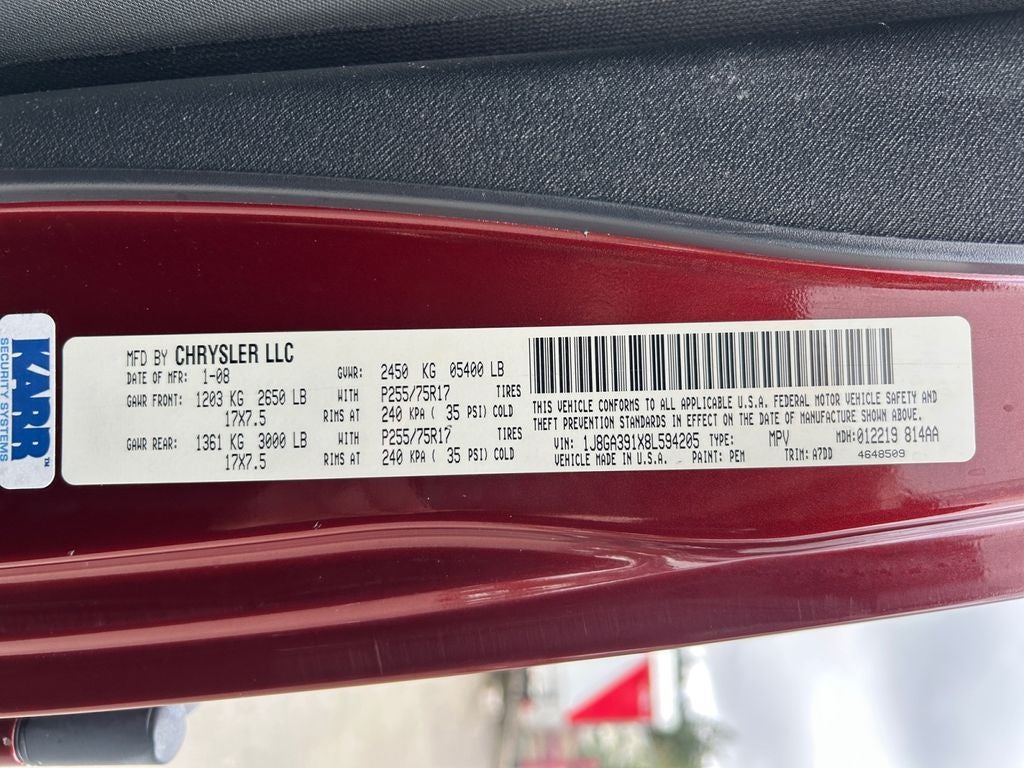 MFD BY CHRYSLER LLC
DATE OF MFR: 1-08
GVWR: 2450 KG 05400 LB
GAWR FRONT: 1203 KG 2650 LB WITH P255/75R17 TIRES
17X7.5 RIMS AT 240 KPA ( 35 PSI) COLD
GAWR REAR: 1361 KG 3000 LB WITH P255/75R17 TIRES
17X7.5 RIMS AT 240 KPA ( 35 PSI) COLD
THIS VEHICLE CONFORMS TO ALL APPLICABLE U.S.A. FEDERAL MOTOR VEHICLE SAFETY AND
THEFT PREVENTION STANDARDS IN EFFECT ON THE DATE OF MANUFACTURE SHOWN ABOVE.
VIN: 1J8GA391X8L594205 TYPE: MPV MDH: 012219 814AA
VEHICLE MADE IN U.S.A. PAINT: PEM TRIM: A7DD 4648509
KARR™
SECURITY SYSTEMS